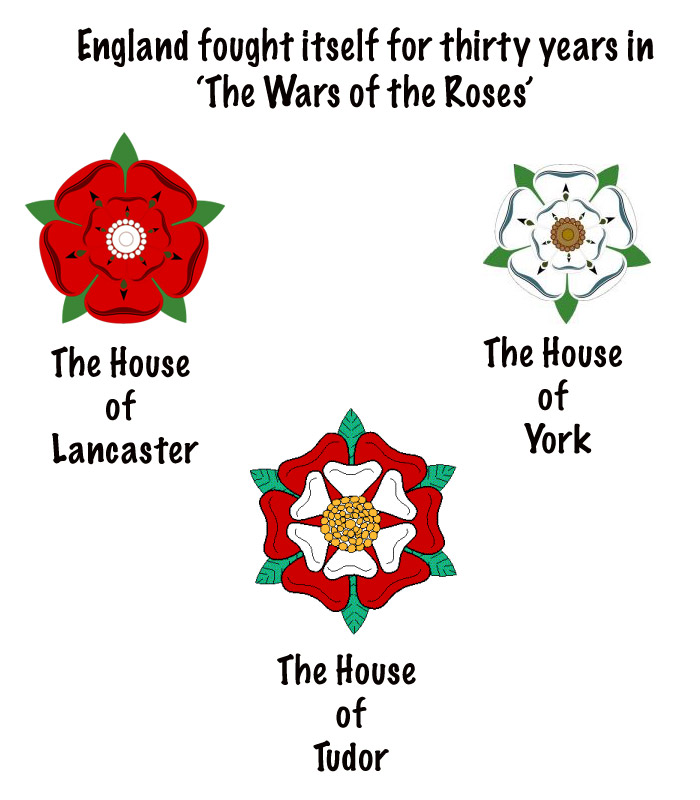 England fought itself for thirty years in
‘The Wars of the Roses’
The House
of
Lancaster
The House
of
York
The House
of
Tudor